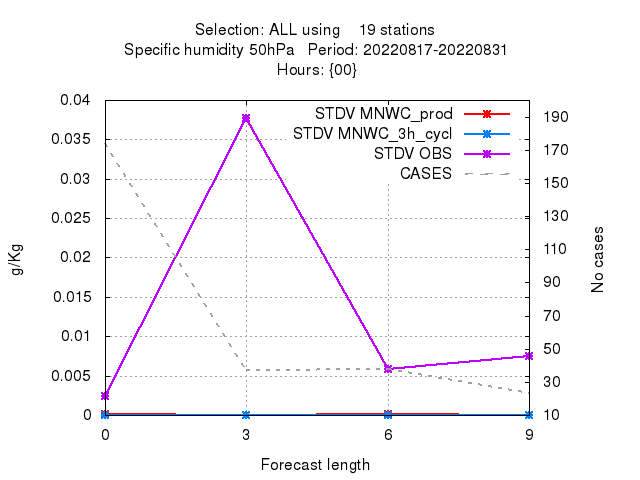 Selection: ALL using 19 stations
Specific humidity 50hPa Period: 20220817-20220831
Hours: {00}
STDV MNWC_prod
STDV MNWC_3h_cycl
STDV OBS
CASES
0.04
0.035
0.03
0.025
0.02
0.015
0.01
0.005
0
g/Kg
190
170
150
130
110
90
70
50
30
10
No cases
0 3 6 9
Forecast length